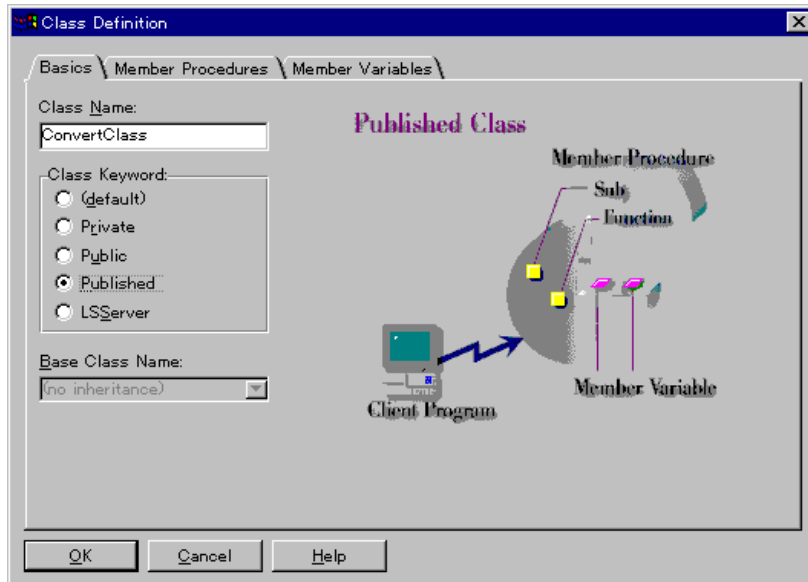 Class Definition
Basics
Member Procedures
Member Variables
Class Name:
ConvertClass
Class Keyword:
(default)
Private
Public
Published
LSServer
Base Class Name:
(no inheritance)
Published Class
Member Procedure
Sub
Function
Client Program
Member Variable
OK
Cancel
Help